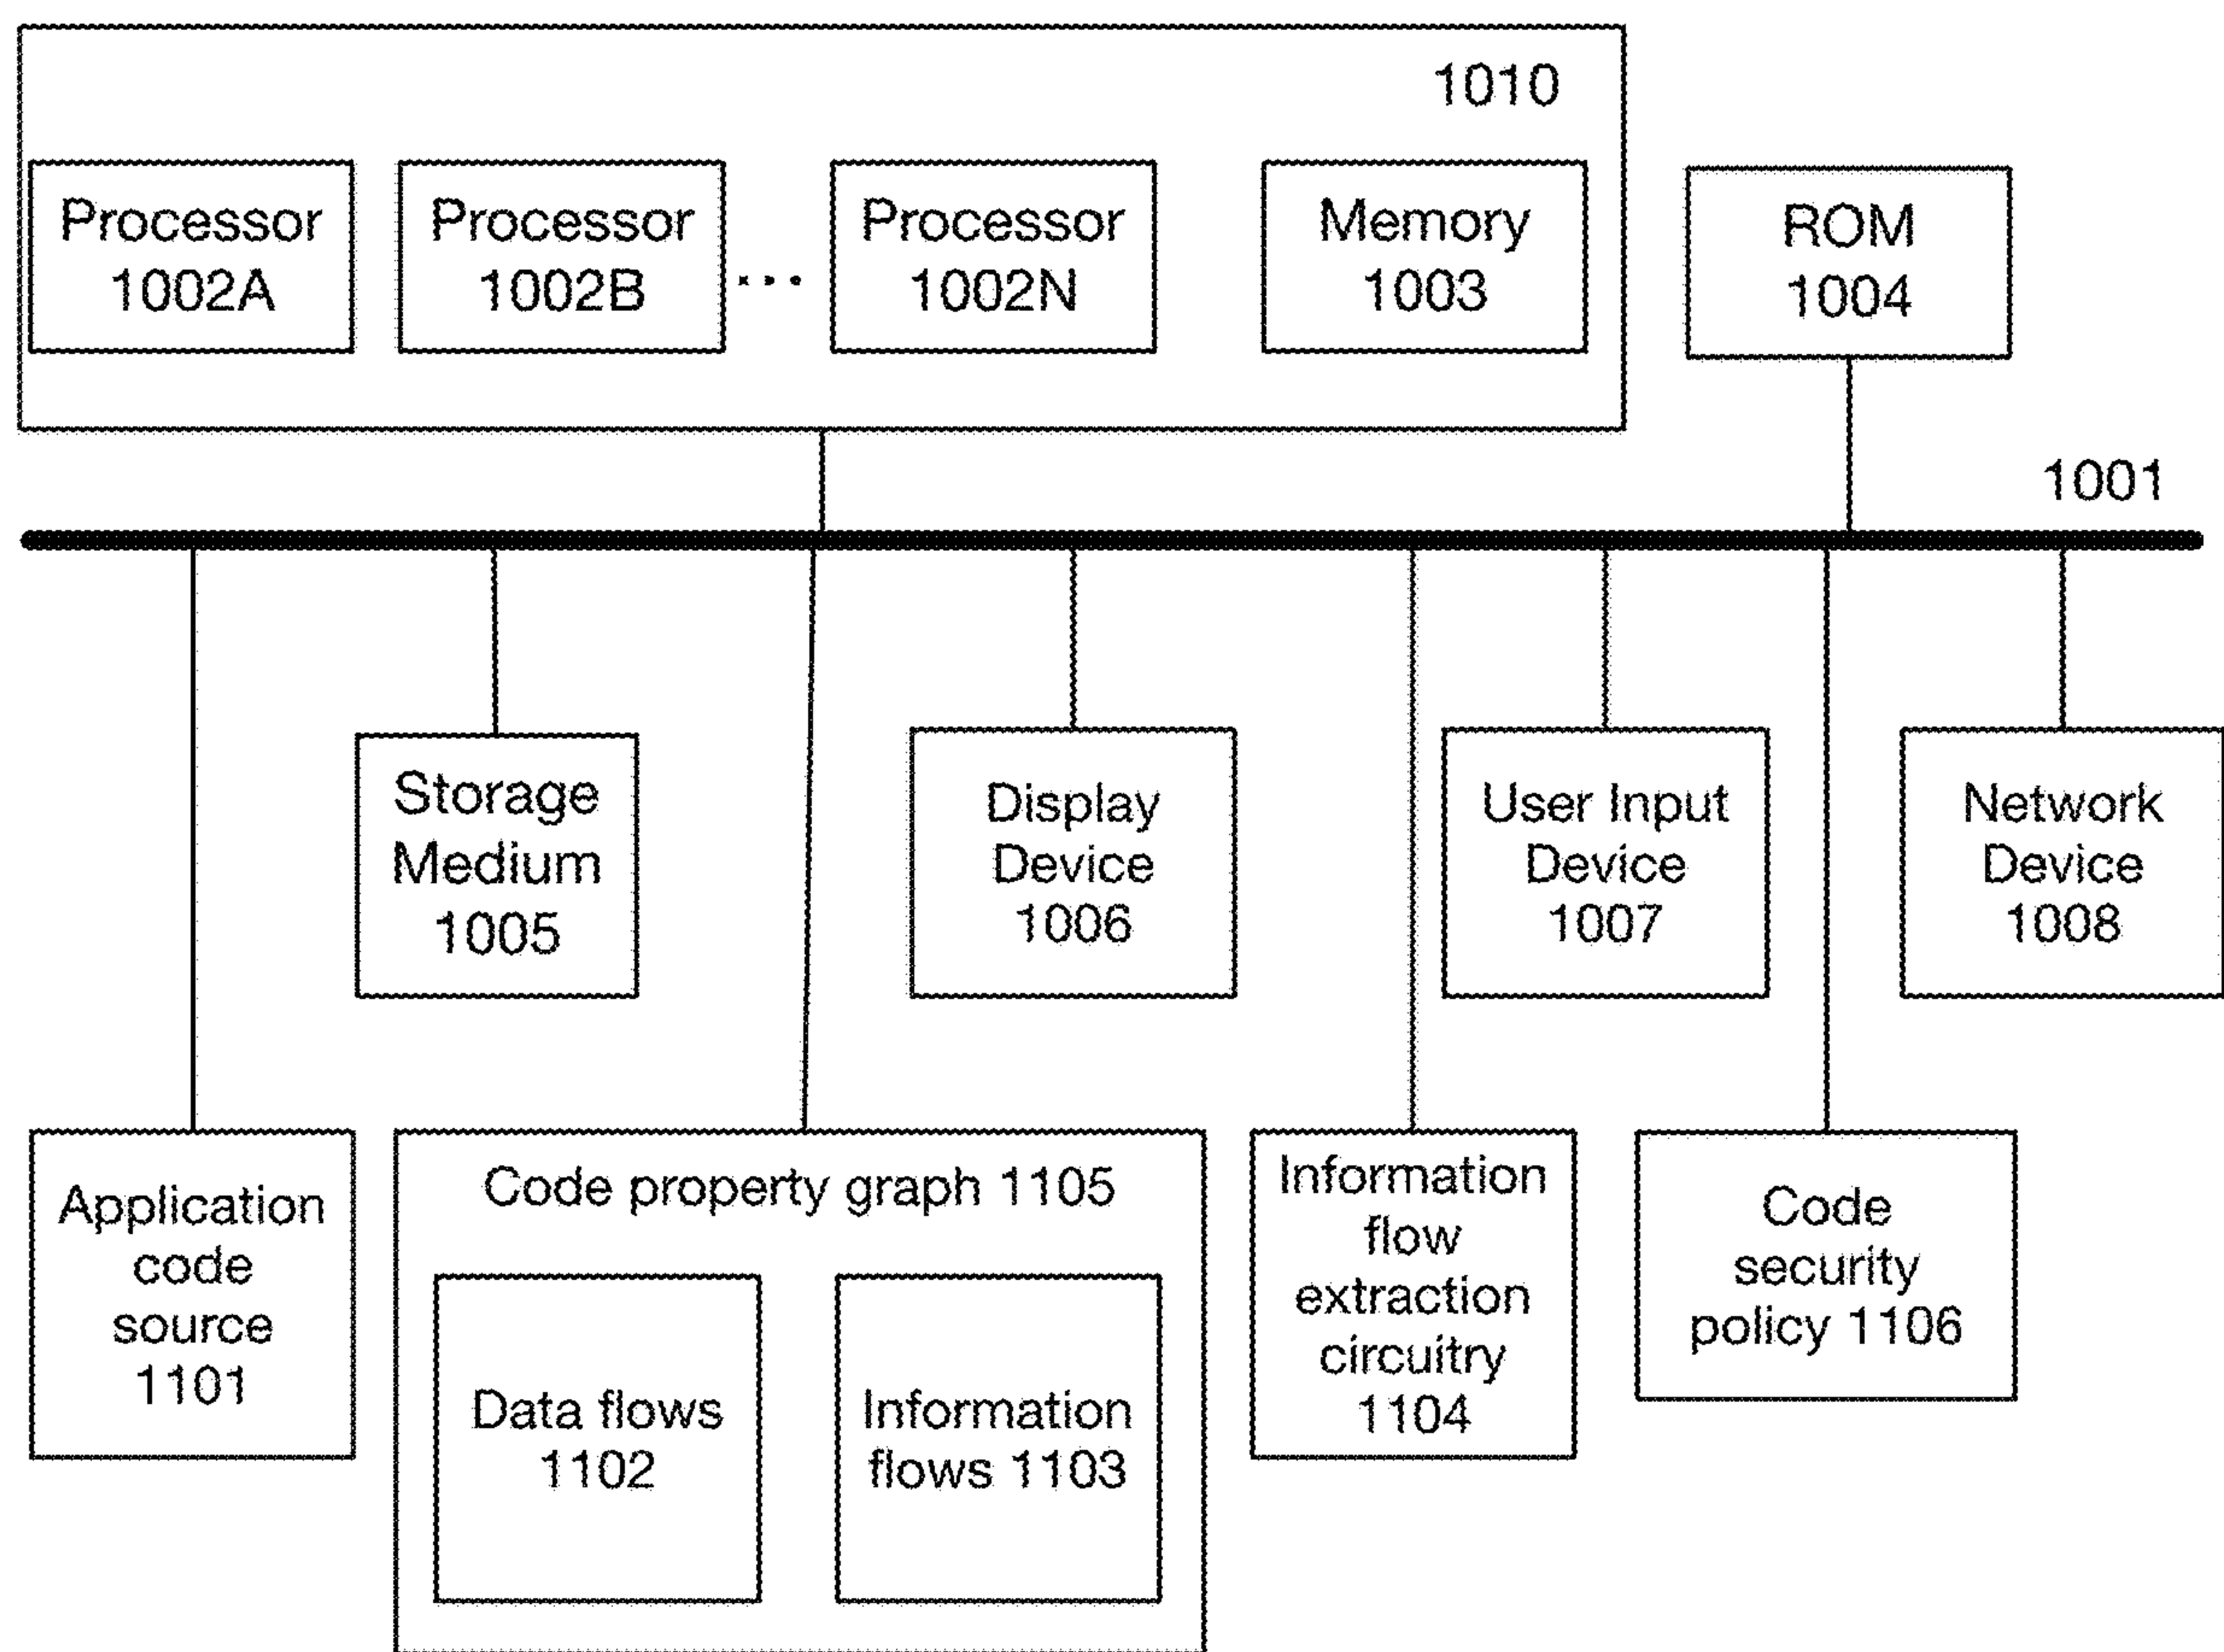 1010
Processor
1002A
Processor
1002B
...
Processor
1002N
Memory
1003
ROM
1004
1001
Storage
Medium
1005
Display
Device
1006
User Input
Device
1007
Network
Device
1008
Application
code
source
1101
Code property graph 1105
Data flows
1102
Information
flows 1103
Information
flow
extraction
circuitry
1104
Code
security
policy 1106